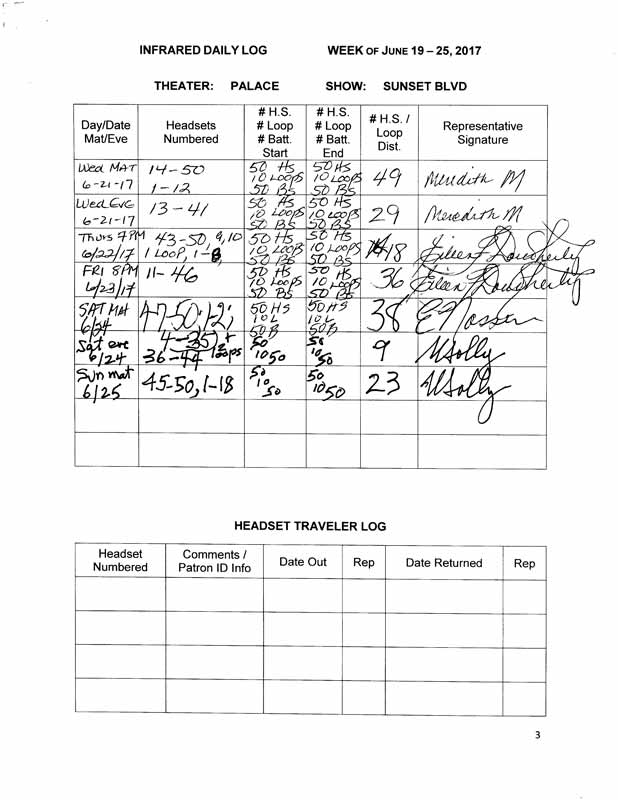 INFRARED DAILY LOG WEEK OF JUNE 19 – 25, 2017
THEATER: PALACE SHOW: SUNSET BLVD
Day/Date Mat/Eve
Headsets Numbered
# H.S. # Loop # Batt. Start
# H.S. # Loop # Batt. End
# H.S. / Loop Dist.
Representative Signature
Wed MAT 14-50 50 HS 50 HS 49 Meredith M
6-21-17 1-12 10 LOOPS 10 LOOPS
50 BS 50 BS
Wed EVE 13-41 50 HS 50 HS 29 Meredith M
6-21-17 10 LOOPS 10 LOOPS
50 BS 50 BS
Thurs 7PM 43-50, 9,10 50 HS 50 HS 18 Eileen Dougherty
6/22/17 1 LOOP, 1-8, 10 LOOPS 10 LOOPS
50 BS 50 BS
FRI 8PM 11-46 50 HS 50 HS 36 Eileen Dougherty
6/23/17 10 LOOPS 10 LOOPS
50 BS 50 BS
SAT MAT 47-50, 1-2; 50 HS 50 HS 38
6/24 4-35 + 10 L 10 L
2 loops 50 B 50 B
Sat eve 36-44 50 50 9
6/24 10 50 10 50
Sun mat 45-50, 1-18 50 50 23
6/25 10 50 10 50
HEADSET TRAVELER LOG
Headset Numbered
Comments / Patron ID Info
Date Out
Rep
Date Returned
Rep
3